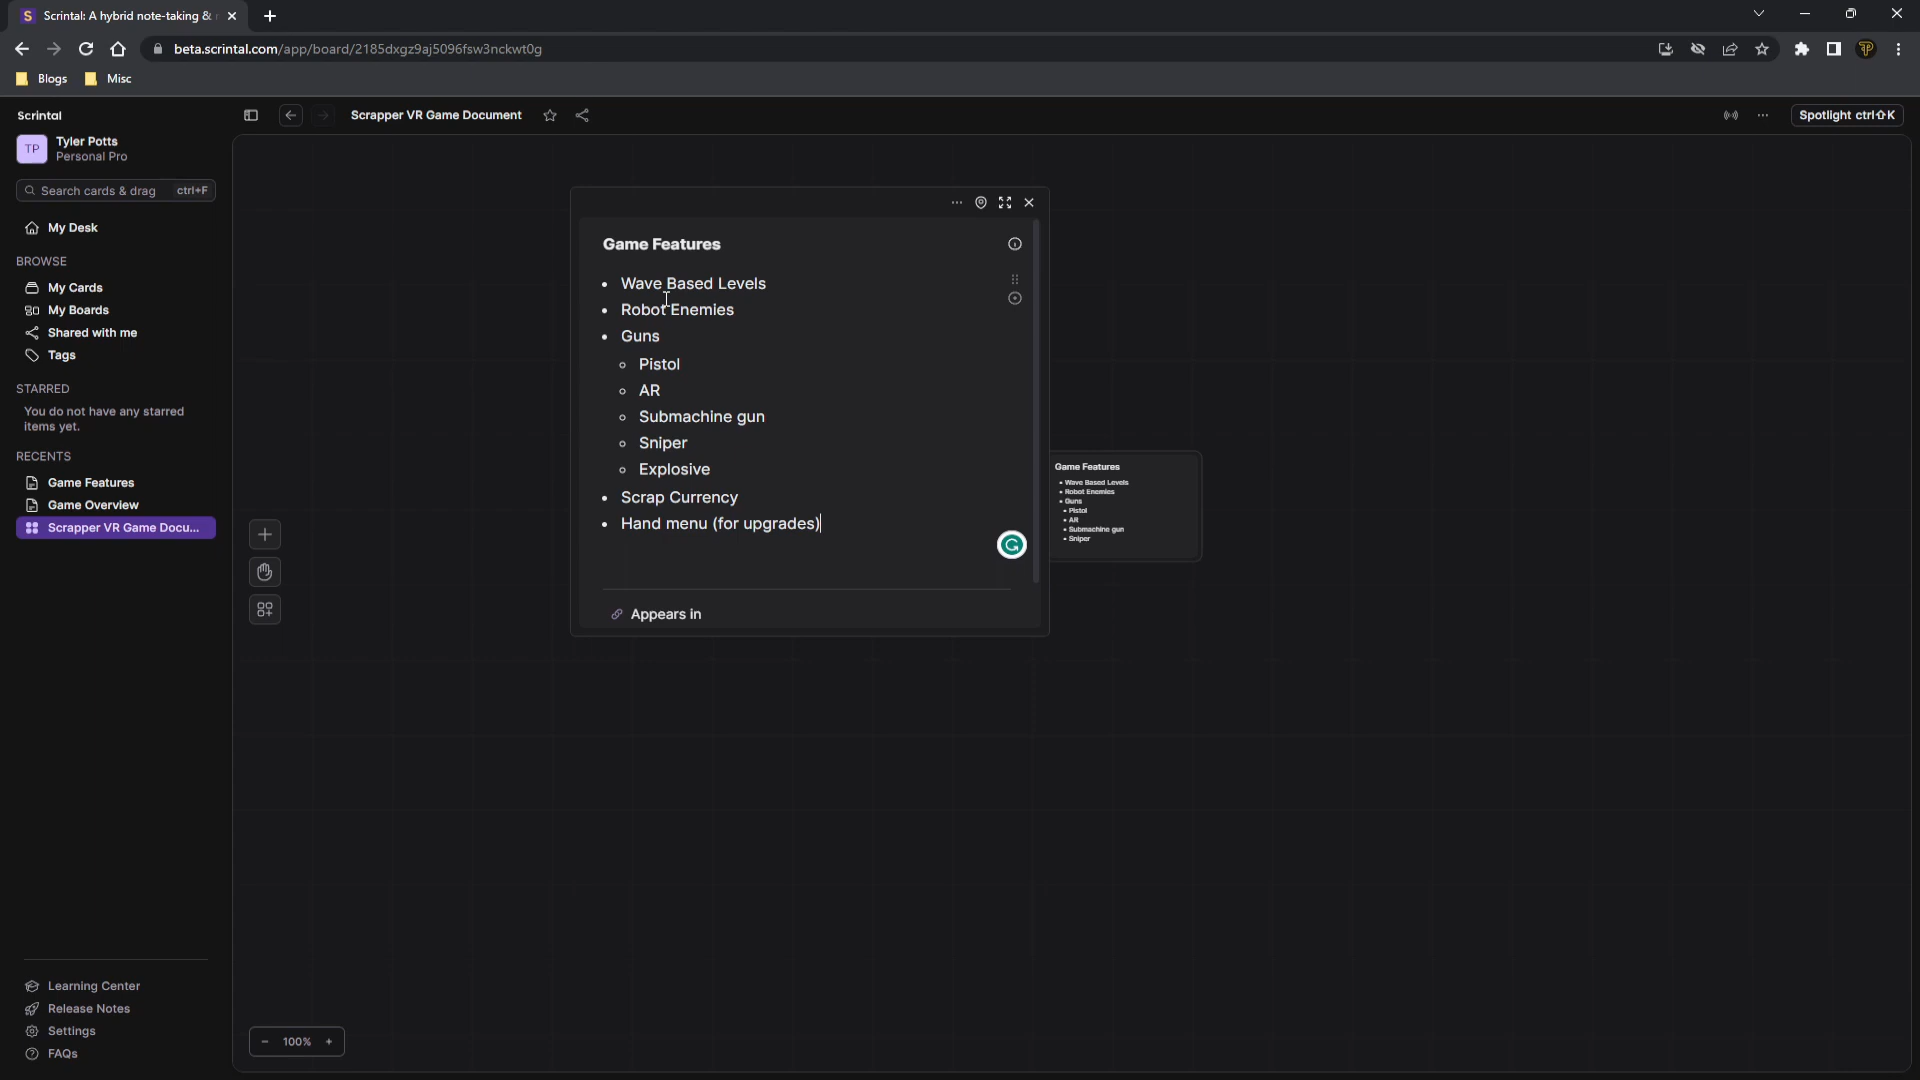 Scrintal: A hybrid note-taking &
beta.scrintal.com/app/board/2185dxgz9aj5096fsw3nckwt0g
Blogs
Misc
Scrintal
Scrapper VR Game Document
Spotlight ctrl⇧K
TP
Tyler Potts
Personal Pro
Search cards & drag
ctrl+F
My Desk
BROWSE
My Cards
My Boards
Shared with me
Tags
STARRED
You do not have any starred
items yet.
RECENTS
Game Features
Game Overview
Scrapper VR Game Docu...
Game Features
• Wave Based Levels
• Robot Enemies
• Guns
◦ Pistol
◦ AR
◦ Submachine gun
◦ Sniper
◦ Explosive
• Scrap Currency
• Hand menu (for upgrades)
Appears in
Game Features
• Wave Based Levels
• Robot Enemies
• Guns
• Pistol
• AR
• Submachine gun
• Sniper
Learning Center
Release Notes
Settings
FAQs
− 100% +